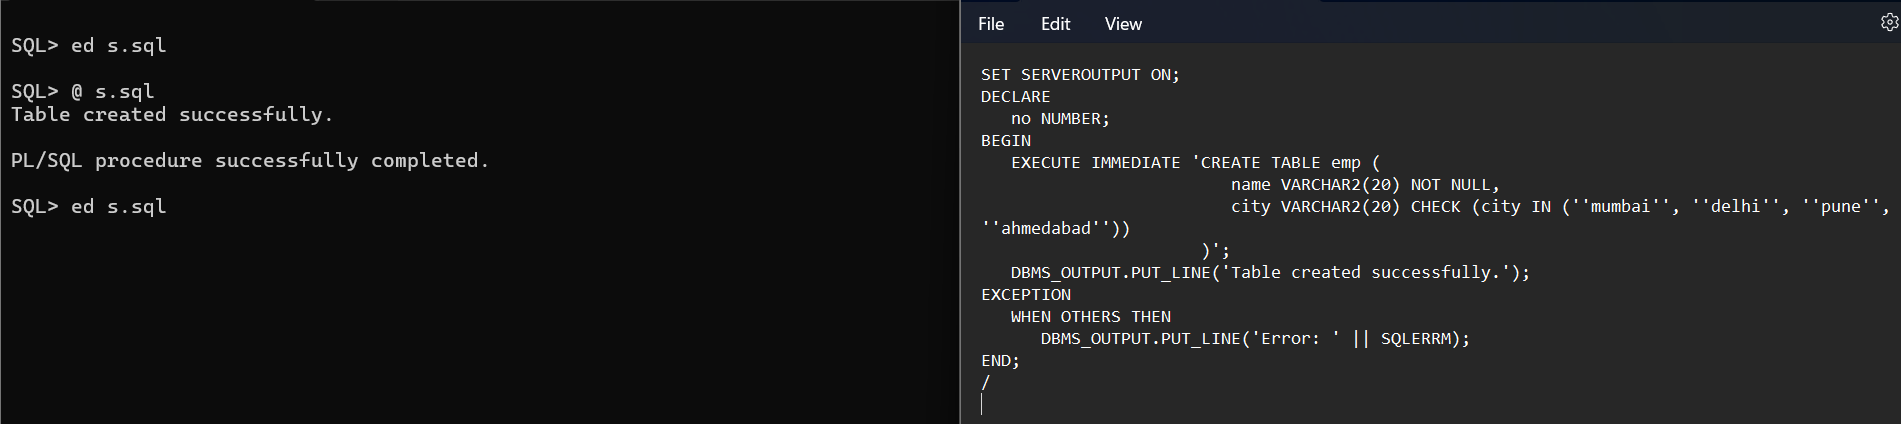 SQL> ed s.sql
SQL> @ s.sql
Table created successfully.
PL/SQL procedure successfully completed.
SQL> ed s.sql
File Edit View
SET SERVEROUTPUT ON;
DECLARE
no NUMBER;
BEGIN
EXECUTE IMMEDIATE 'CREATE TABLE emp (
name VARCHAR2(20) NOT NULL,
city VARCHAR2(20) CHECK (city IN (''mumbai'', ''delhi'', ''pune'',
''ahmedabad''))
)';
DBMS_OUTPUT.PUT_LINE('Table created successfully.');
EXCEPTION
WHEN OTHERS THEN
DBMS_OUTPUT.PUT_LINE('Error: ' || SQLERRM);
END;
/